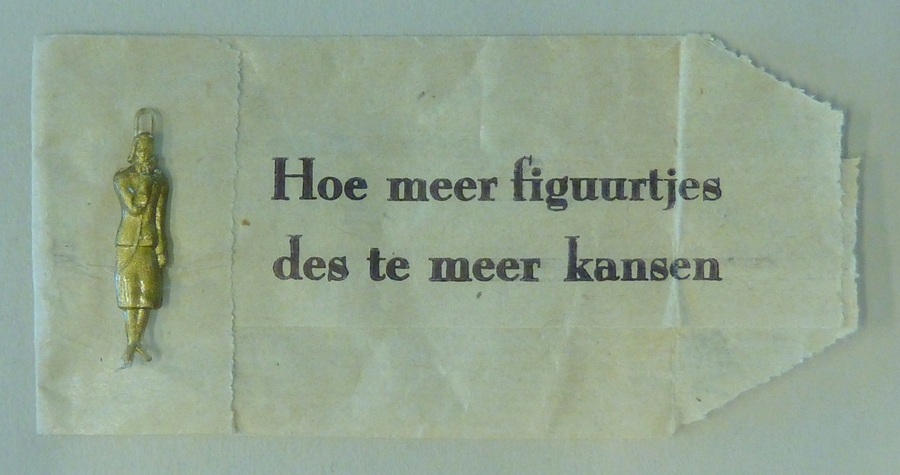 Hoe meer figuurtjes
des te meer kansen